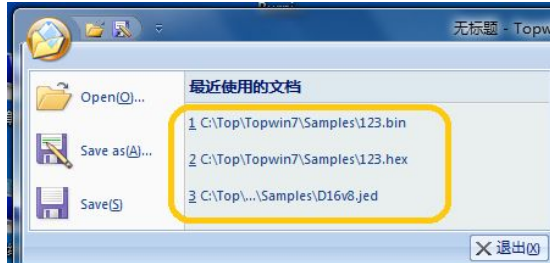 无标题 - Topw
Open(O)...
最近使用的文档
1 C:\Top\Topwin7\Samples\123.bin
Save as(A)...
2 C:\Top\Topwin7\Samples\123.hex
3 C:\Top\...\Samples\D16v8.jed
Save(S)
退出(X)